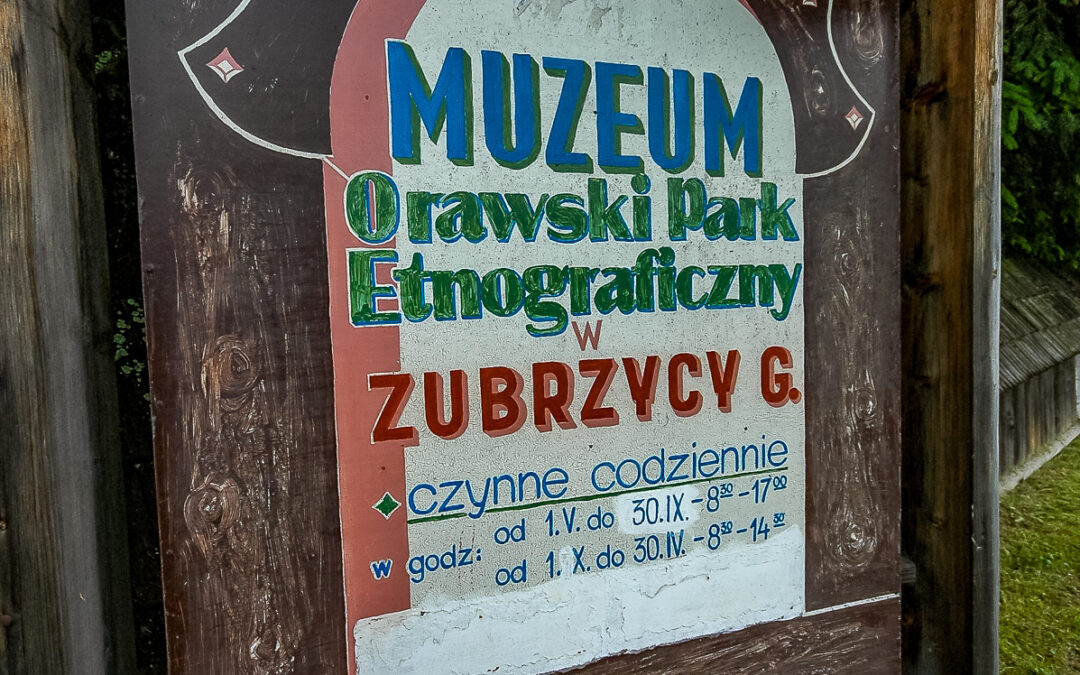 MUZEUM
Orawski Park
Etnograficzny
w
ZUBRZYCY G.
czynne codziennie
w godz: od 1.V. do 30.IX. - 8³⁰ - 17⁰⁰
od 1. X. do 30.IV. - 8³⁰ - 14³⁰